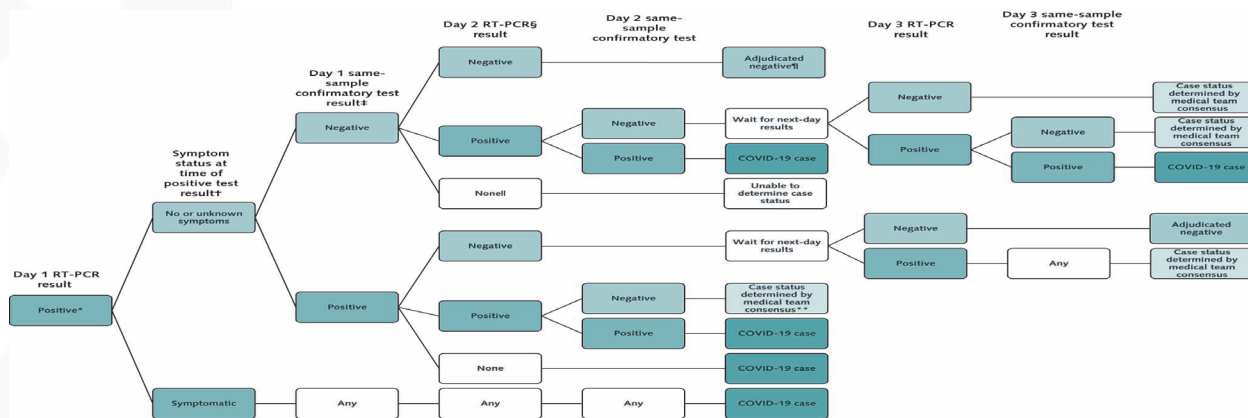 Day 2 RT-PCR§
result
Day 2 same-
sample
confirmatory test
Day 3 RT-PCR
result
Day 3 same-sample
confirmatory test
result
Day 1 same-
sample
confirmatory test
result‡
Symptom
status at
time of
positive test
result†
Day 1 RT-PCR
result
Negative
Adjudicated
negative¶
Negative
Case status
determined by
medical team
consensus
Negative
Positive
Negative
Wait for next-day
results
Positive
Negative
Case status
determined by
medical team
consensus
Positive
COVID-19 case
Positive
COVID-19 case
Nonell
Unable to
determine case
status
No or unknown
symptoms
Negative
Wait for next-day
results
Negative
Adjudicated
negative
Positive
Any
Case status
determined by
medical team
consensus
Positive*
Positive
Positive
Negative
Case status
determined by
medical team
consensus**
Positive
COVID-19 case
None
COVID-19 case
Symptomatic
Any
Any
Any
COVID-19 case